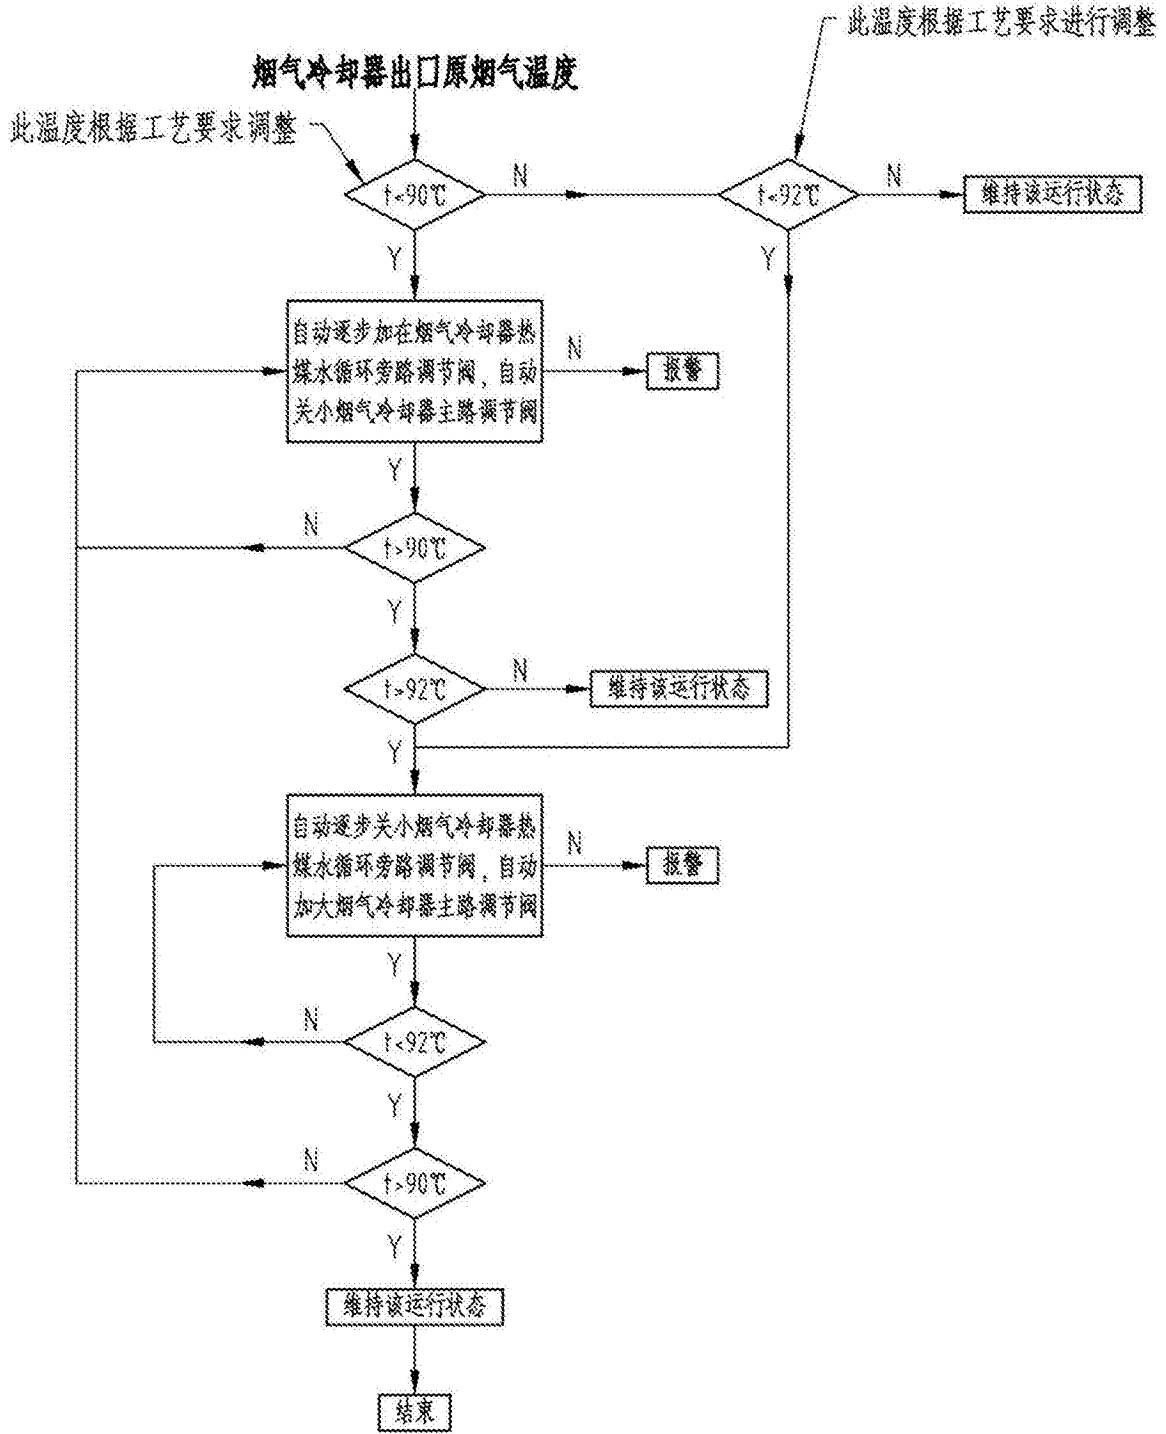 此温度根据工艺要求进行调整
烟气冷却器出口原烟气温度
此温度根据工艺要求调整
t<90℃
N
t<92℃
N
维持该运行状态
Y
Y
自动逐步加在烟气冷却器热
煤水循环旁路调节阀，自动
关小烟气冷却器主路调节阀
N
报警
Y
N
t>90℃
Y
t>92℃
N
维持该运行状态
Y
自动逐步关小烟气冷却器热
煤水循环旁路调节阀，自动
加大烟气冷却器主路调节阀
N
报警
Y
N
t<92℃
Y
N
t>90℃
Y
维持该运行状态
结束